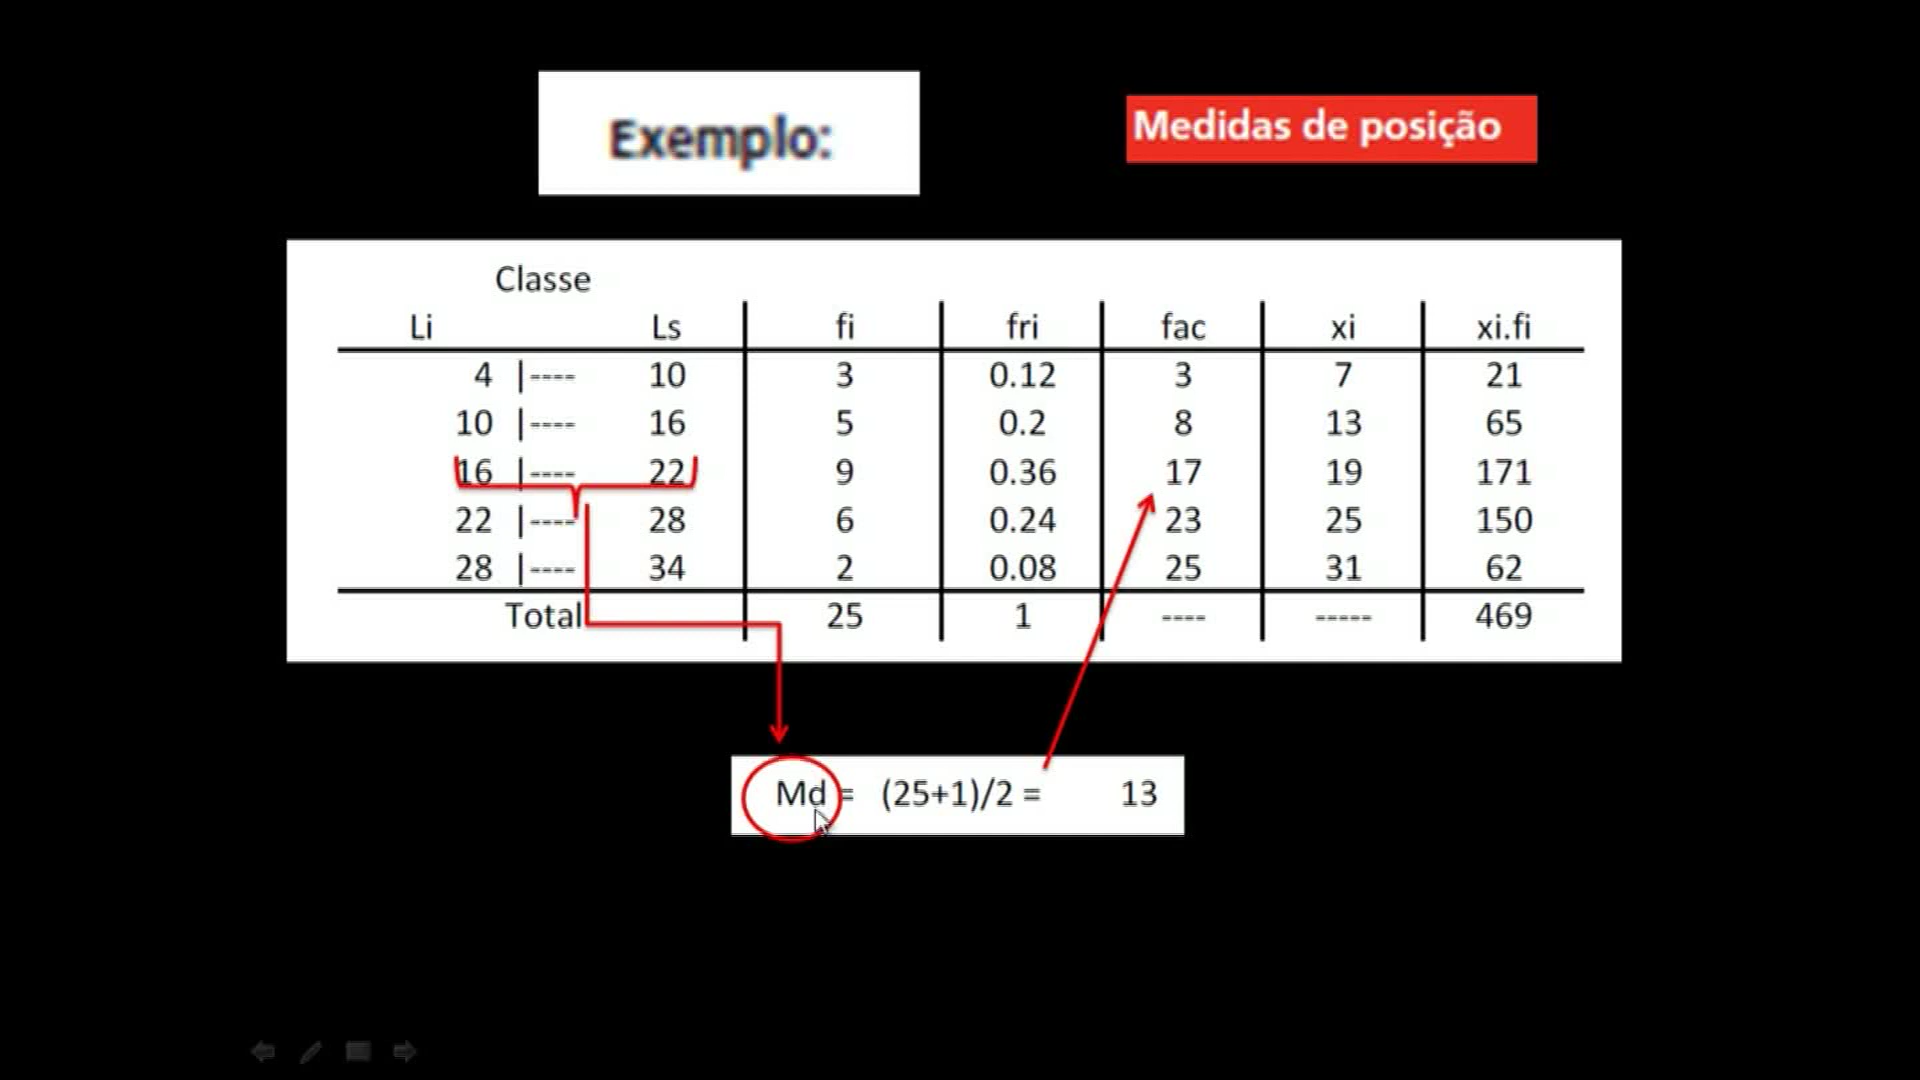 Exemplo:
Medidas de posição
Classe
Li Ls fi fri fac xi xi.fi
4 |---- 10 3 0.12 3 7 21
10 |---- 16 5 0.2 8 13 65
16 |---- 22 9 0.36 17 19 171
22 |---- 28 6 0.24 23 25 150
28 |---- 34 2 0.08 25 31 62
Total 25 1 ---- ----- 469
Md = (25+1)/2 = 13